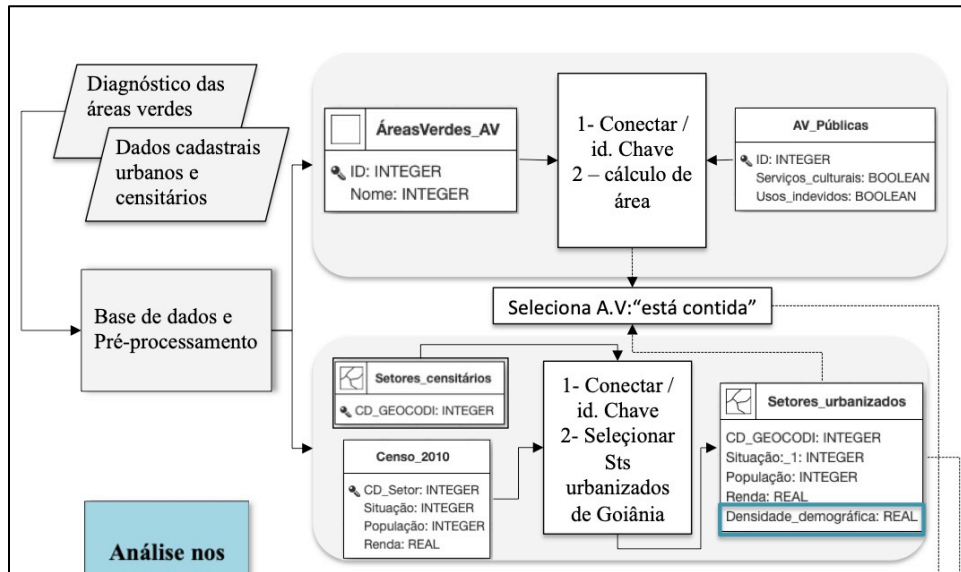 Diagnóstico das
áreas verdes
Dados cadastrais
urbanos e
censitários
Base de dados e
Pré-processamento
ÁreasVerdes_AV
ID: INTEGER
Nome: INTEGER
1- Conectar /
id. Chave
2 – cálculo de
área
AV_Públicas
ID: INTEGER
Serviços_culturais: BOOLEAN
Usos_indevidos: BOOLEAN
Seleciona A.V:“está contida”
Setores_censitários
CD_GEOCODI: INTEGER
Censo_2010
CD_Setor: INTEGER
Situação: INTEGER
População: INTEGER
Renda: REAL
1- Conectar /
id. Chave
2- Seleçionar
Sts
urbanizados
de Goiânia
Setores_urbanizados
CD_GEOCODI: INTEGER
Situação:_1: INTEGER
População: INTEGER
Renda: REAL
Densidade_demográfica: REAL
Análise nos